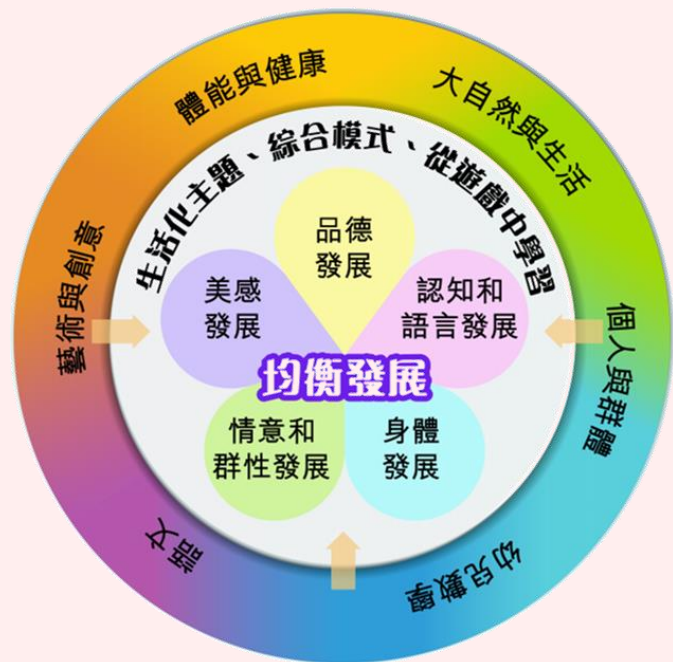 體能與健康
大自然與生活
個人與群體
幼兒數學
語文
藝術與創意
生活化主題、綜合模式、從遊戲中學習
品德
發展
認知和
語言發展
身體
發展
情意和
群性發展
美感
發展
均衡發展